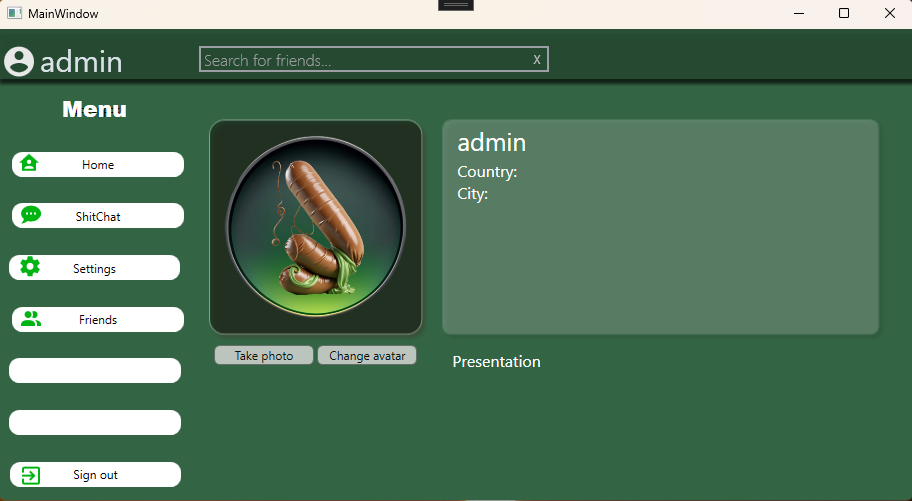 MainWindow
admin
Search for friends...
X
Menu
Home
ShitChat
Settings
Friends
Sign out
Take photo
Change avatar
admin
Country:
City:
Presentation